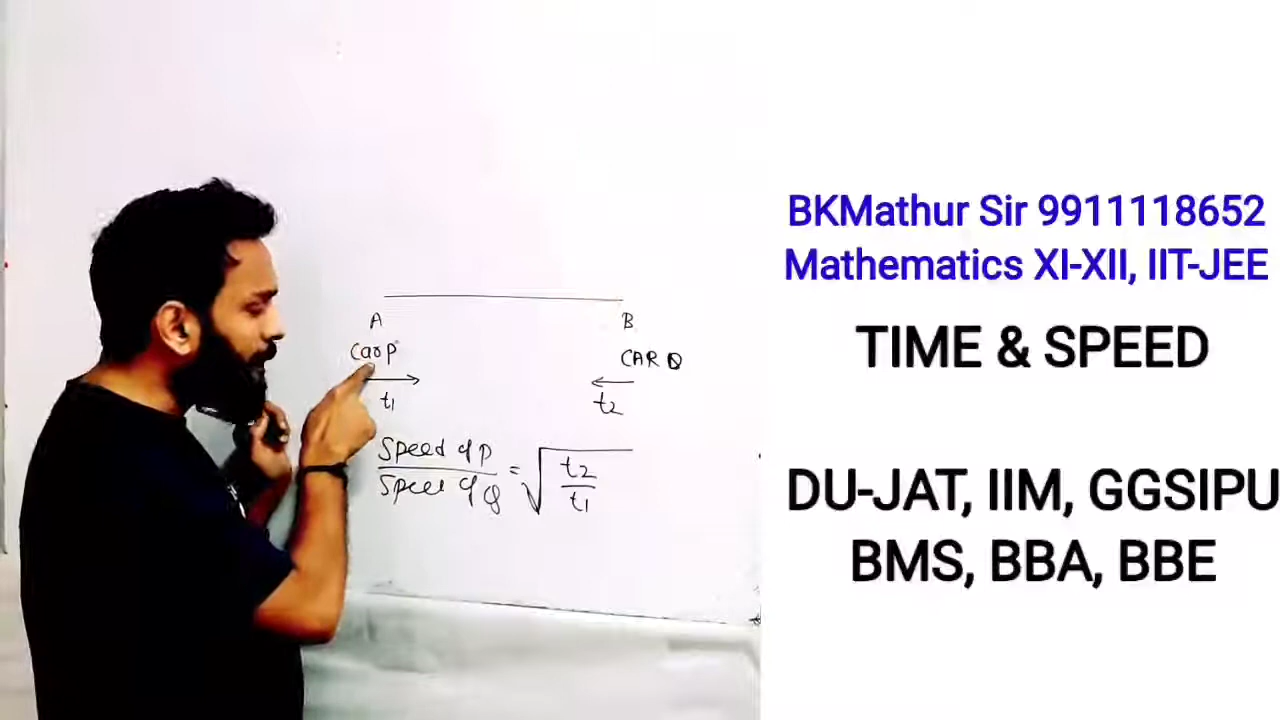 A B
Car P CAR Q
t1 t2
Speed of P
Speed of Q
= √ t2
t1
BKMathur Sir 9911118652
Mathematics XI-XII, IIT-JEE
TIME & SPEED
DU-JAT, IIM, GGSIPU
BMS, BBA, BBE